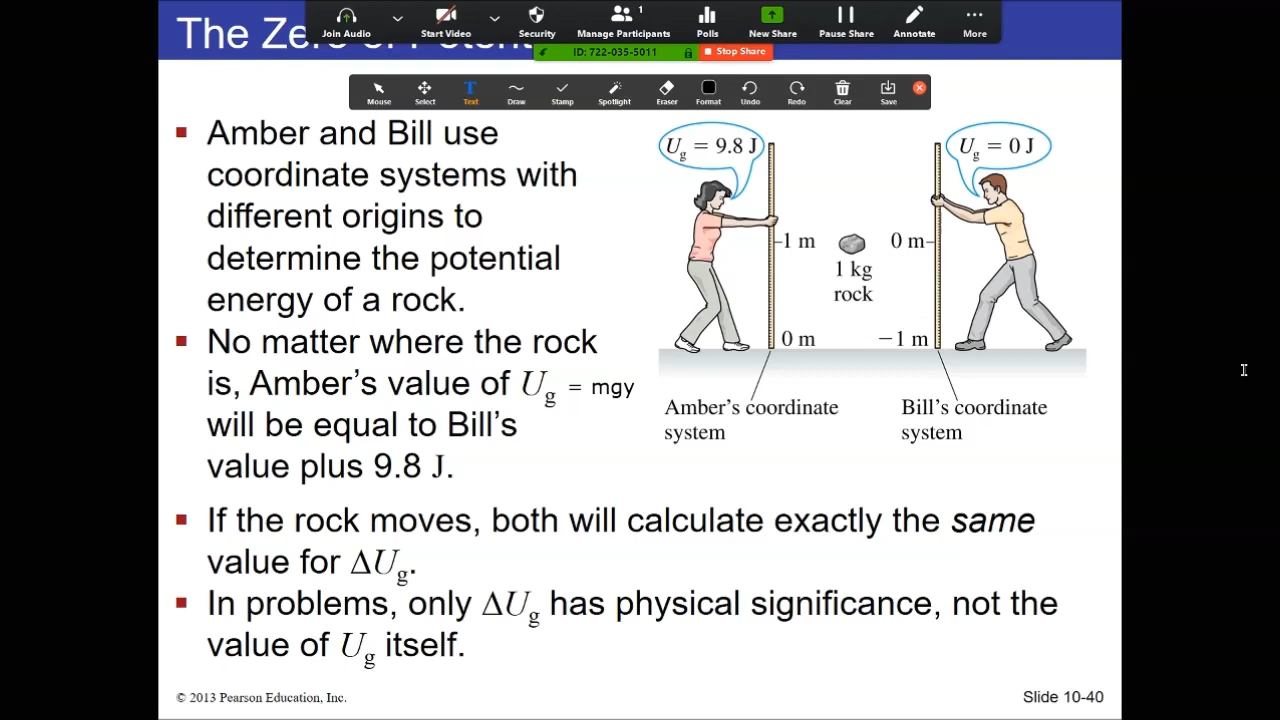 The Ze
1
Join Audio Start Video Security Manage Participants Polls New Share Pause Share Annotate More
ID: 722-035-5011 Stop Share
Mouse Select Text Draw Stamp Spotlight Eraser Format Undo Redo Clear Save
Amber and Bill use
coordinate systems with
different origins to
determine the potential
energy of a rock.
No matter where the rock
is, Amber’s value of Ug = mgy
will be equal to Bill’s
value plus 9.8 J.
Ug = 9.8 J
Ug = 0 J
1 m
0 m
1 kg
rock
0 m
−1 m
Amber’s coordinate
system
Bill’s coordinate
system
If the rock moves, both will calculate exactly the same
value for ΔUg.
In problems, only ΔUg has physical significance, not the
value of Ug itself.
© 2013 Pearson Education, Inc.
Slide 10-40